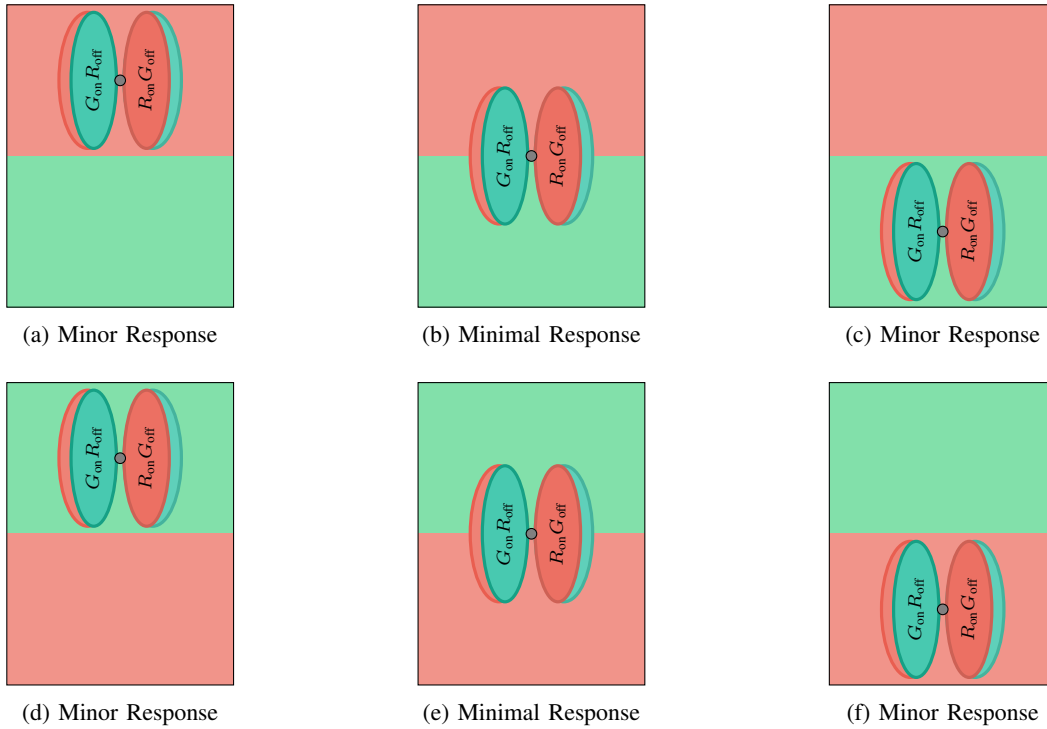 G_on R_off
R_on G_off
G_on R_off
R_on G_off
G_on R_off
R_on G_off
(a) Minor Response
(b) Minimal Response
(c) Minor Response
G_on R_off
R_on G_off
G_on R_off
R_on G_off
G_on R_off
R_on G_off
(d) Minor Response
(e) Minimal Response
(f) Minor Response